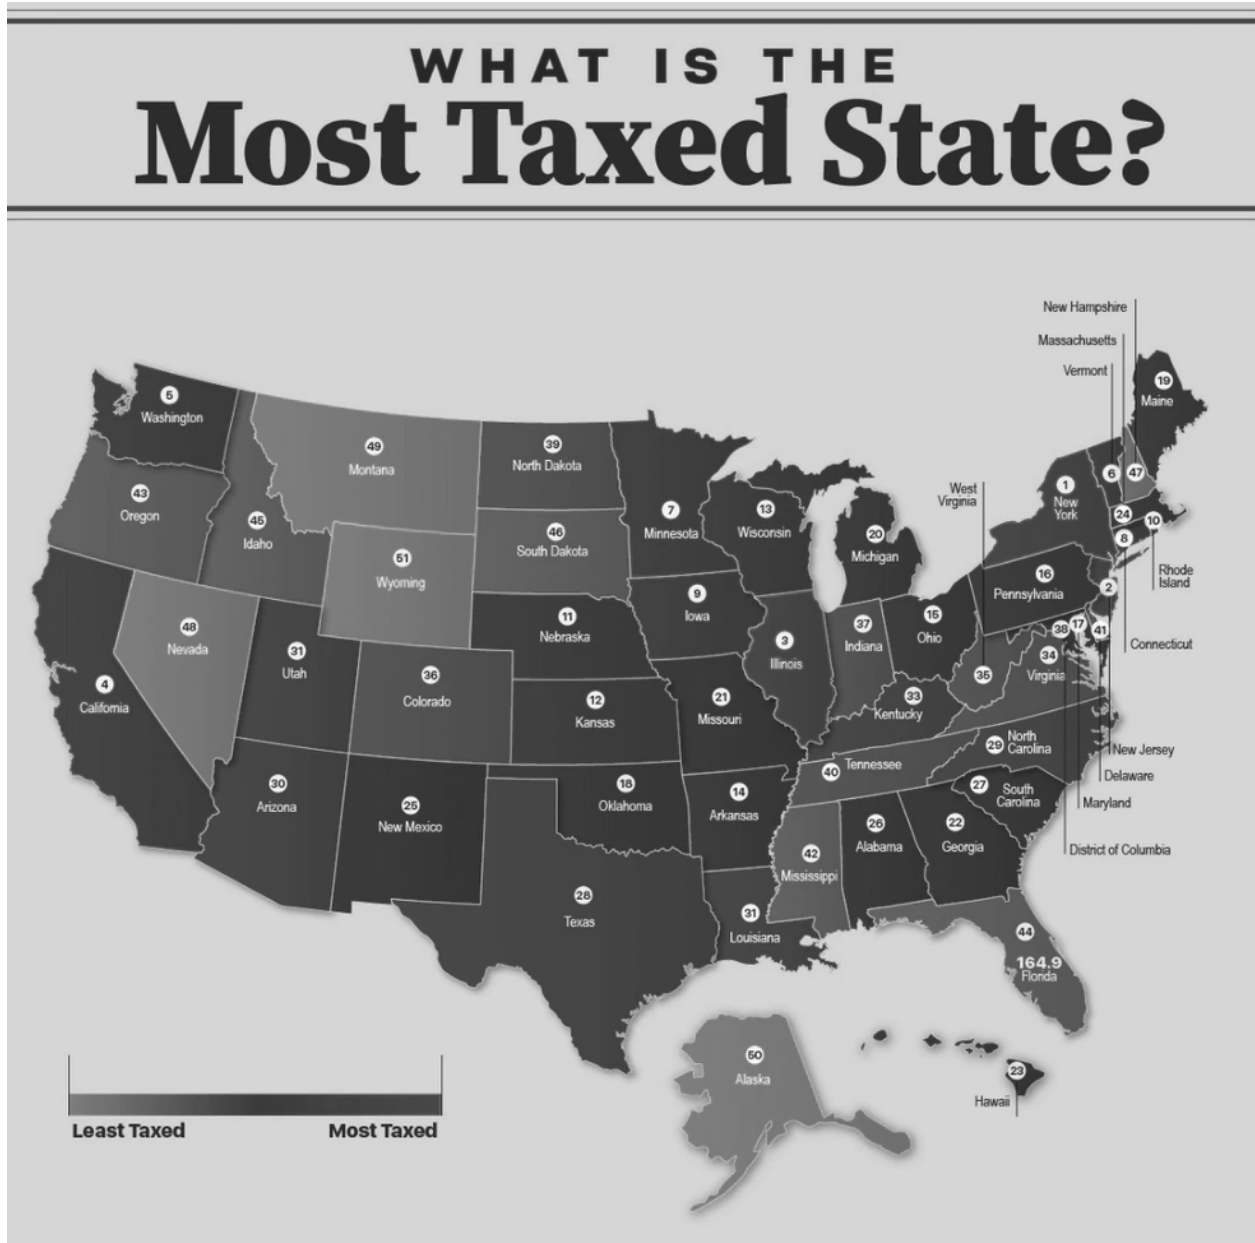 WHAT IS THE
Most Taxed State?
New Hampshire
Massachusetts
Vermont
19
Maine
5
Washington
49
Montana
39
North Dakota
6
47
43
Oregon
45
Idaho
46
South Dakota
7
Minnesota
13
Wisconsin
20
Michigan
West
Virginia
1
New
York
24
10
8
Rhode
Island
51
Wyoming
16
Pennsylvania
2
48
Nevada
31
Utah
11
Nebraska
9
Iowa
3
Illinois
37
Indiana
15
Ohio
38
17
41
Connecticut
4
California
36
Colorado
12
Kansas
21
Missouri
33
Kentucky
35
34
Virginia
30
Arizona
25
New Mexico
18
Oklahoma
14
Arkansas
40
Tennessee
29
North
Carolina
27
South
Carolina
New Jersey
Delaware
Maryland
District of Columbia
28
Texas
31
Louisiana
42
Mississippi
26
Alabama
22
Georgia
44
164.9
Florida
50
Alaska
23
Hawaii
Least Taxed
Most Taxed